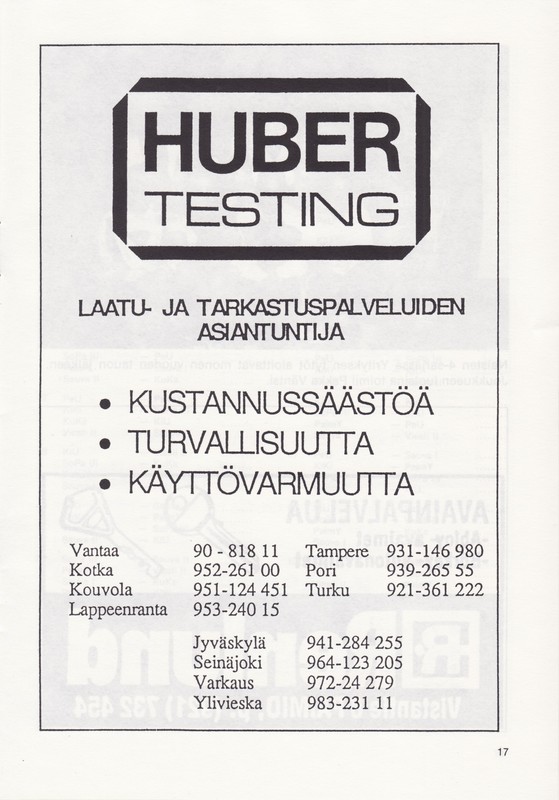 HUBER
TESTING
LAATU- JA TARKASTUSPALVELUIDEN
ASIANTUNTIJA
• KUSTANNUSSÄÄSTÖÄ
• TURVALLISUUTTA
• KÄYTTÖVARMUUTTA
Vantaa 90 - 818 11 Tampere 931-146 980
Kotka 952-261 00 Pori 939-265 55
Kouvola 951-124 451 Turku 921-361 222
Lappeenranta 953-240 15
Jyväskylä 941-284 255
Seinäjoki 964-123 205
Varkaus 972-24 279
Ylivieska 983-231 11
17